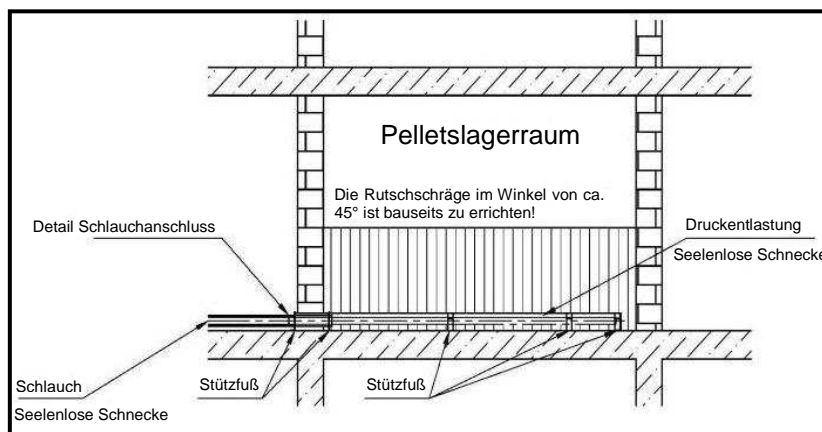 Pelletslagerraum
Die Rutschschräge im Winkel von ca.
45° ist bauseits zu errichten!
Detail Schlauchanschluss
Druckentlastung
Seelenlose Schnecke
Schlauch
Seelenlose Schnecke
Stützfuß
Stützfuß